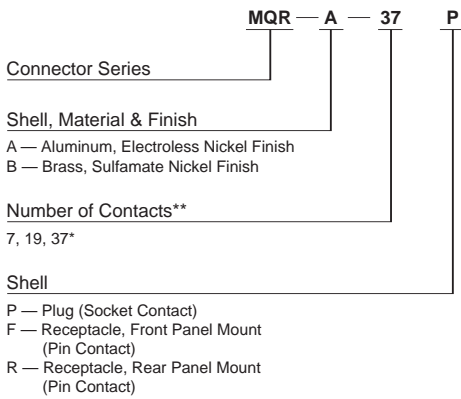 MQR — A — 37 P
Connector Series
Shell, Material & Finish
A — Aluminum, Electroless Nickel Finish
B — Brass, Sulfamate Nickel Finish
Number of Contacts**
7, 19, 37*
Shell
P — Plug (Socket Contact)
F — Receptacle, Front Panel Mount
(Pin Contact)
R — Receptacle, Rear Panel Mount
(Pin Contact)